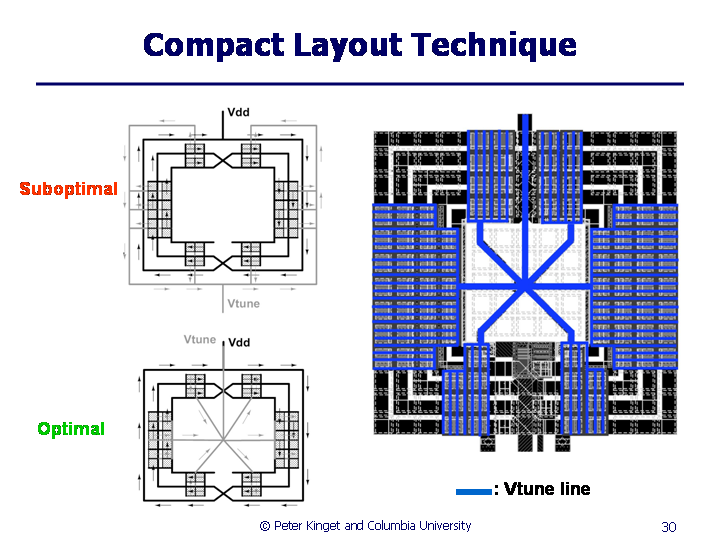 Compact Layout Technique
Vdd
Suboptimal
Vtune
Vtune Vdd
Optimal
: Vtune line
© Peter Kinget and Columbia University
30